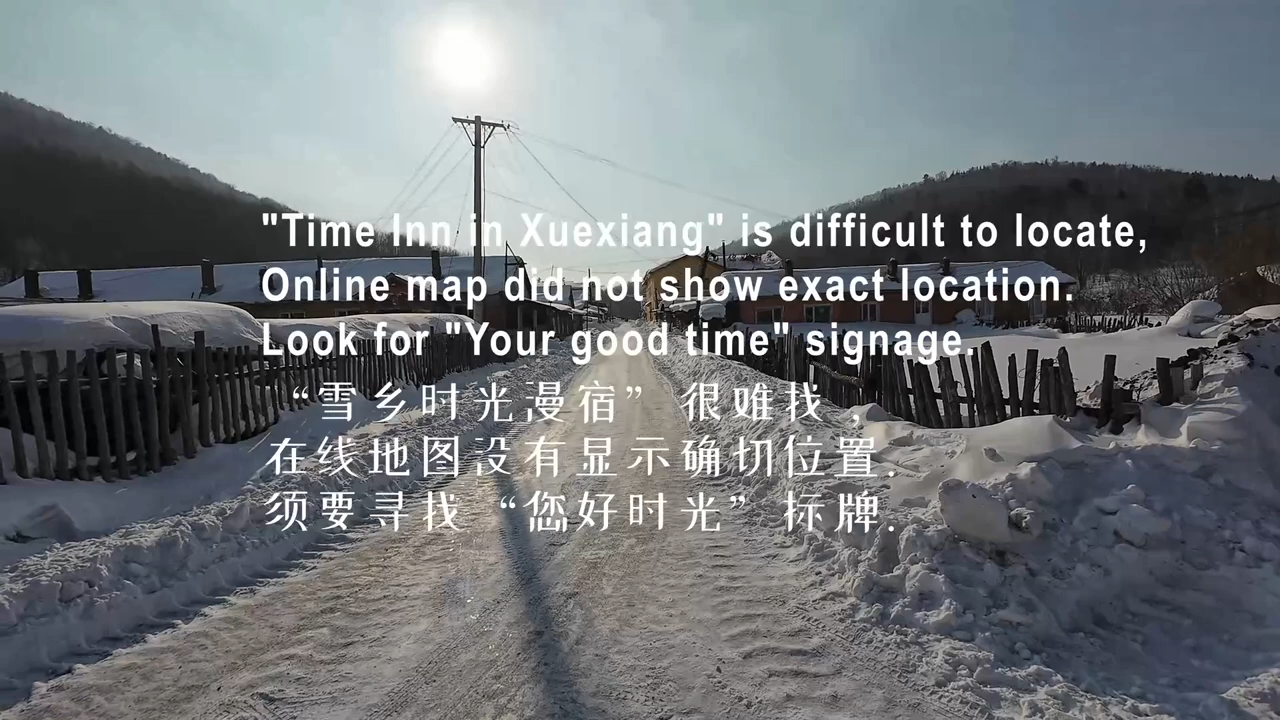 "Time Inn in Xuexiang" is difficult to locate,
Online map did not show exact location.
Look for "Your good time" signage.
“雪乡时光漫宿” 很难找 ，
在线地图没有显示确切位置.
须要寻找 “您好时光” 标牌.